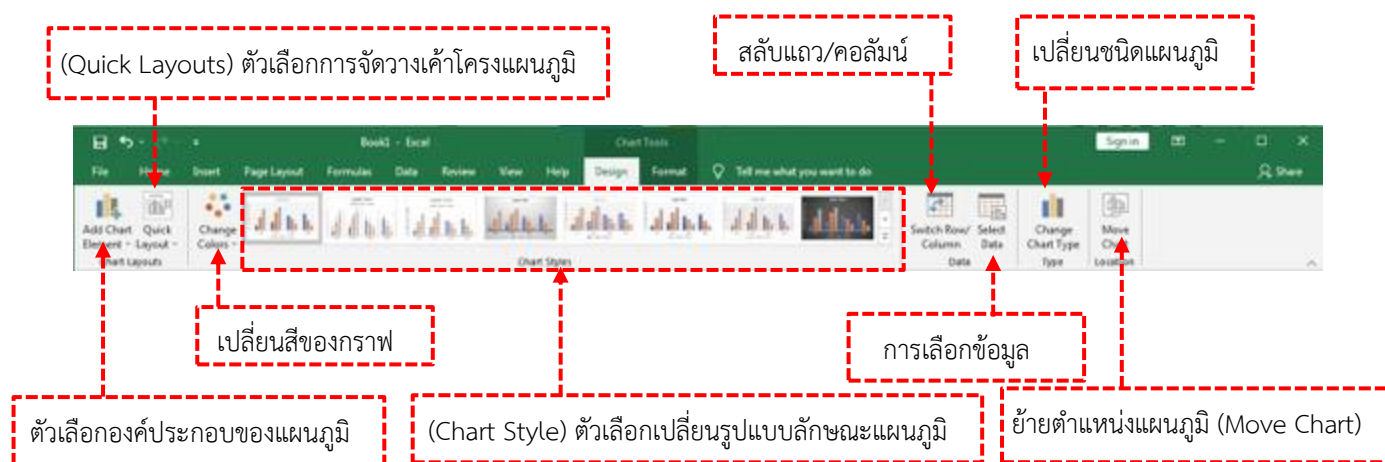 (Quick Layouts) ตัวเลือกการจัดวางเค้าโครงแผนภูมิ
สลับแถว/คอลัมน์
เปลี่ยนชนิดแผนภูมิ
Book1 - Excel
Chart Tools
Sign in
File Home Insert Page Layout Formulas Data Review View Help Design Format Tell me what you want to do Share
Add Chart Quick Change Switch Row/ Select Change Move
Element Layout Colors Column Data Chart Type Chart
Chart Layouts Chart Styles Data Type Location
เปลี่ยนสีของกราฟ
การเลือกข้อมูล
ตัวเลือกองค์ประกอบของแผนภูมิ
(Chart Style) ตัวเลือกเปลี่ยนรูปแบบลักษณะแผนภูมิ
ย้ายตำแหน่งแผนภูมิ (Move Chart)